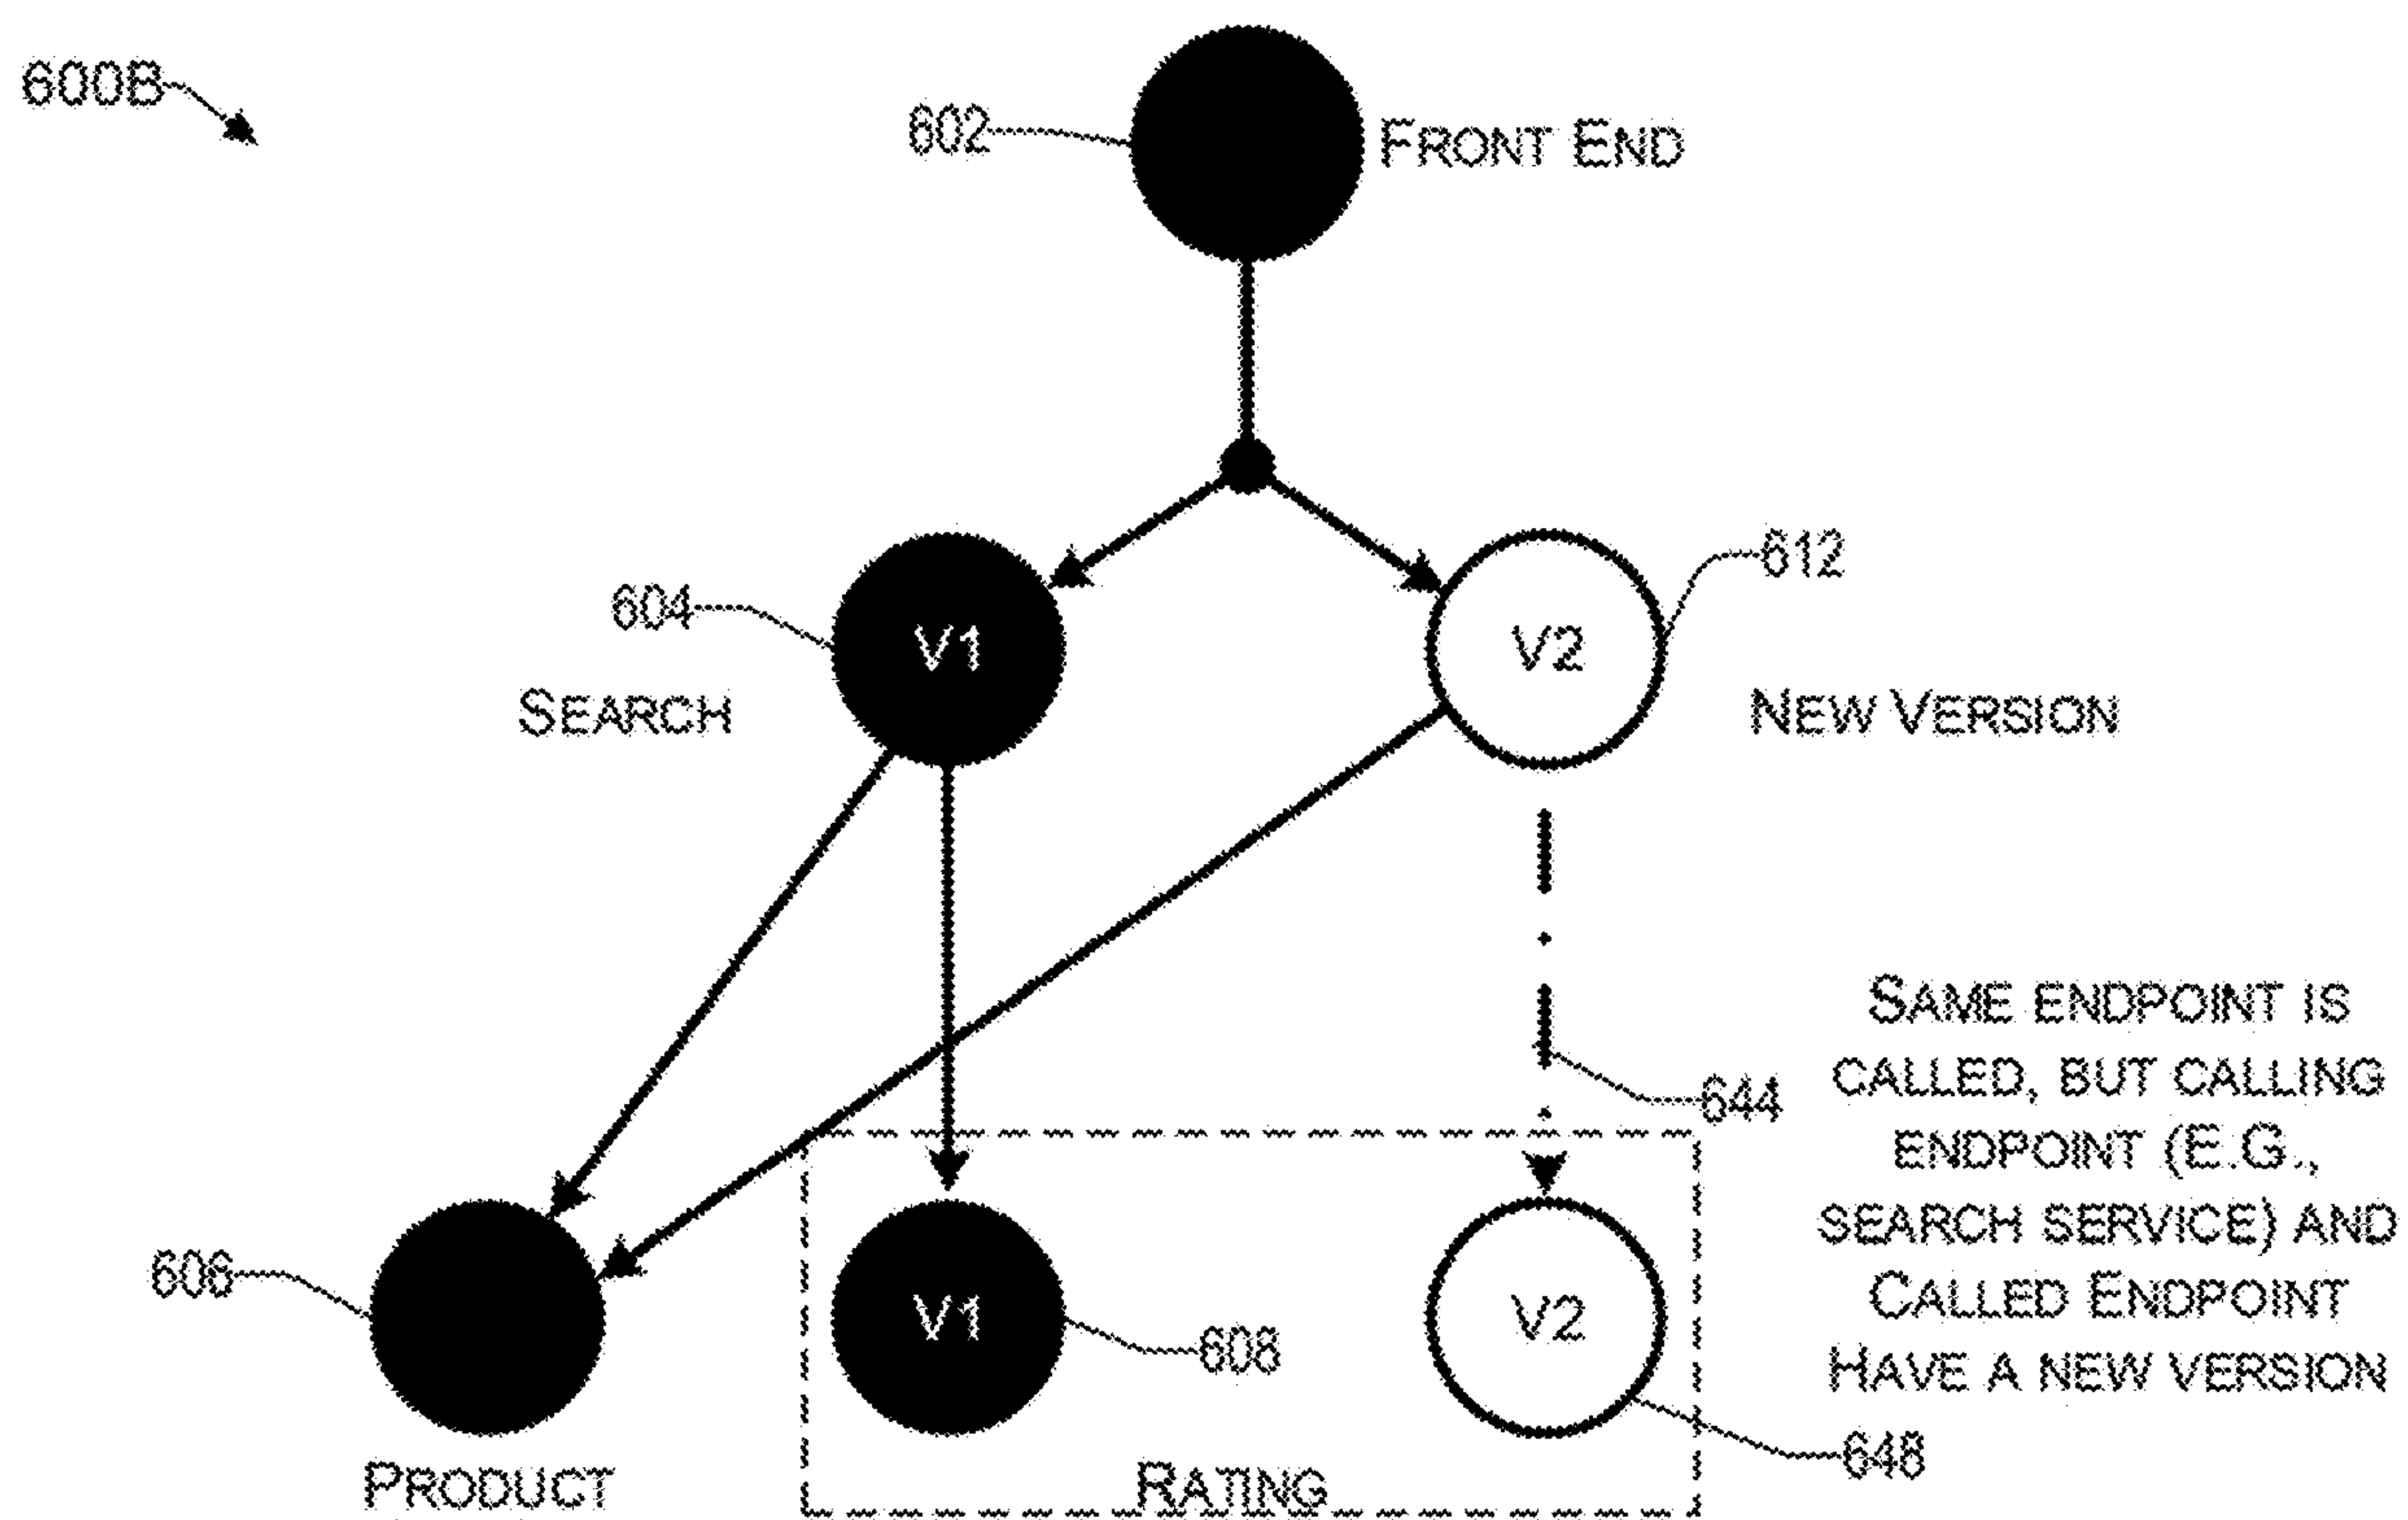 600B
602
FRONT END
612
604
V1
V2
SEARCH
NEW VERSION
SAME ENDPOINT IS
CALLED, BUT CALLING
644
ENDPOINT (E.G.,
SEARCH SERVICE) AND
606
CALLED ENDPOINT
V1
V2
608
HAVE A NEW VERSION
648
PRODUCT
RATING